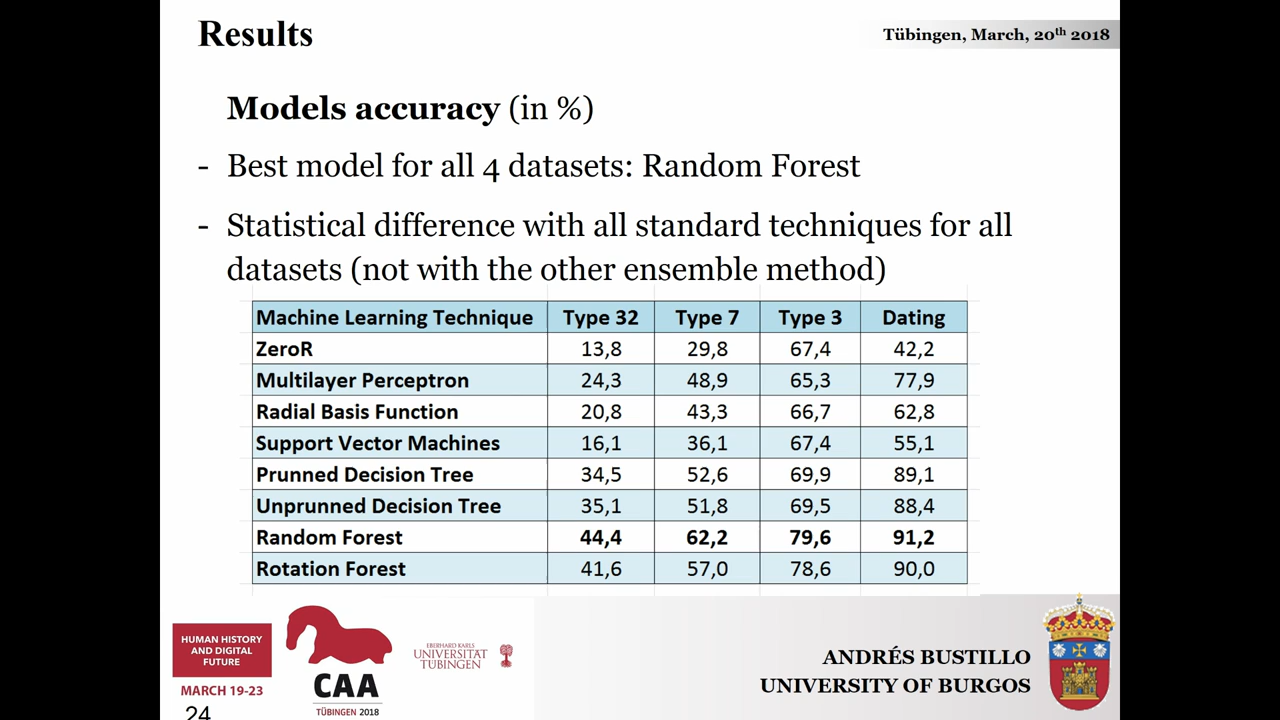 Results
Tübingen, March, 20th 2018
Models accuracy (in %)
- Best model for all 4 datasets: Random Forest
- Statistical difference with all standard techniques for all
datasets (not with the other ensemble method)
Machine Learning Technique Type 32 Type 7 Type 3 Dating
ZeroR 13,8 29,8 67,4 42,2
Multilayer Perceptron 24,3 48,9 65,3 77,9
Radial Basis Function 20,8 43,3 66,7 62,8
Support Vector Machines 16,1 36,1 67,4 55,1
Prunned Decision Tree 34,5 52,6 69,9 89,1
Unprunned Decision Tree 35,1 51,8 69,5 88,4
Random Forest 44,4 62,2 79,6 91,2
Rotation Forest 41,6 57,0 78,6 90,0
HUMAN HISTORY
AND DIGITAL
FUTURE
MARCH 19-23
CAA
TÜBINGEN 2018
EBERHARD KARLS
UNIVERSITÄT
TÜBINGEN
ANDRÉS BUSTILLO
UNIVERSITY OF BURGOS
24